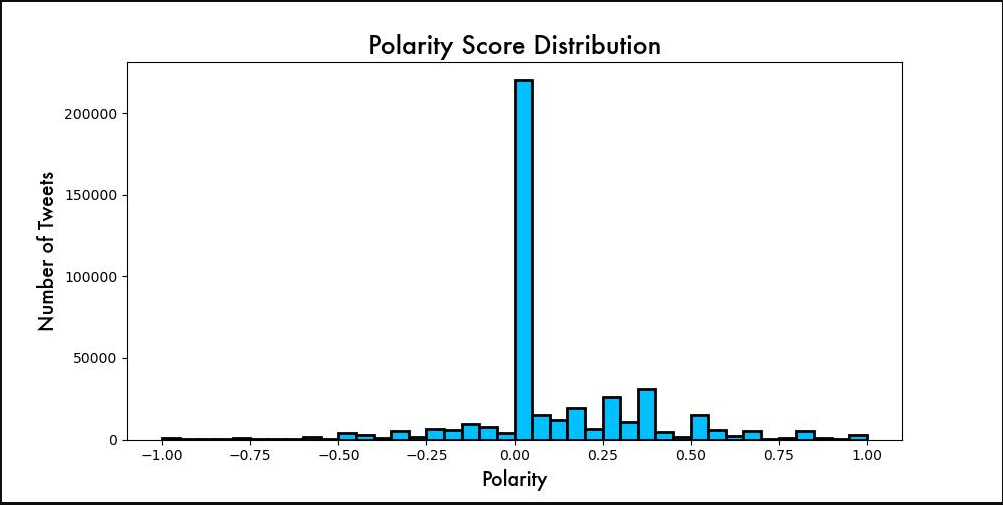 Polarity Score Distribution
Number of Tweets
200000
150000
100000
50000
0
−1.00 −0.75 −0.50 −0.25 0.00 0.25 0.50 0.75 1.00
Polarity